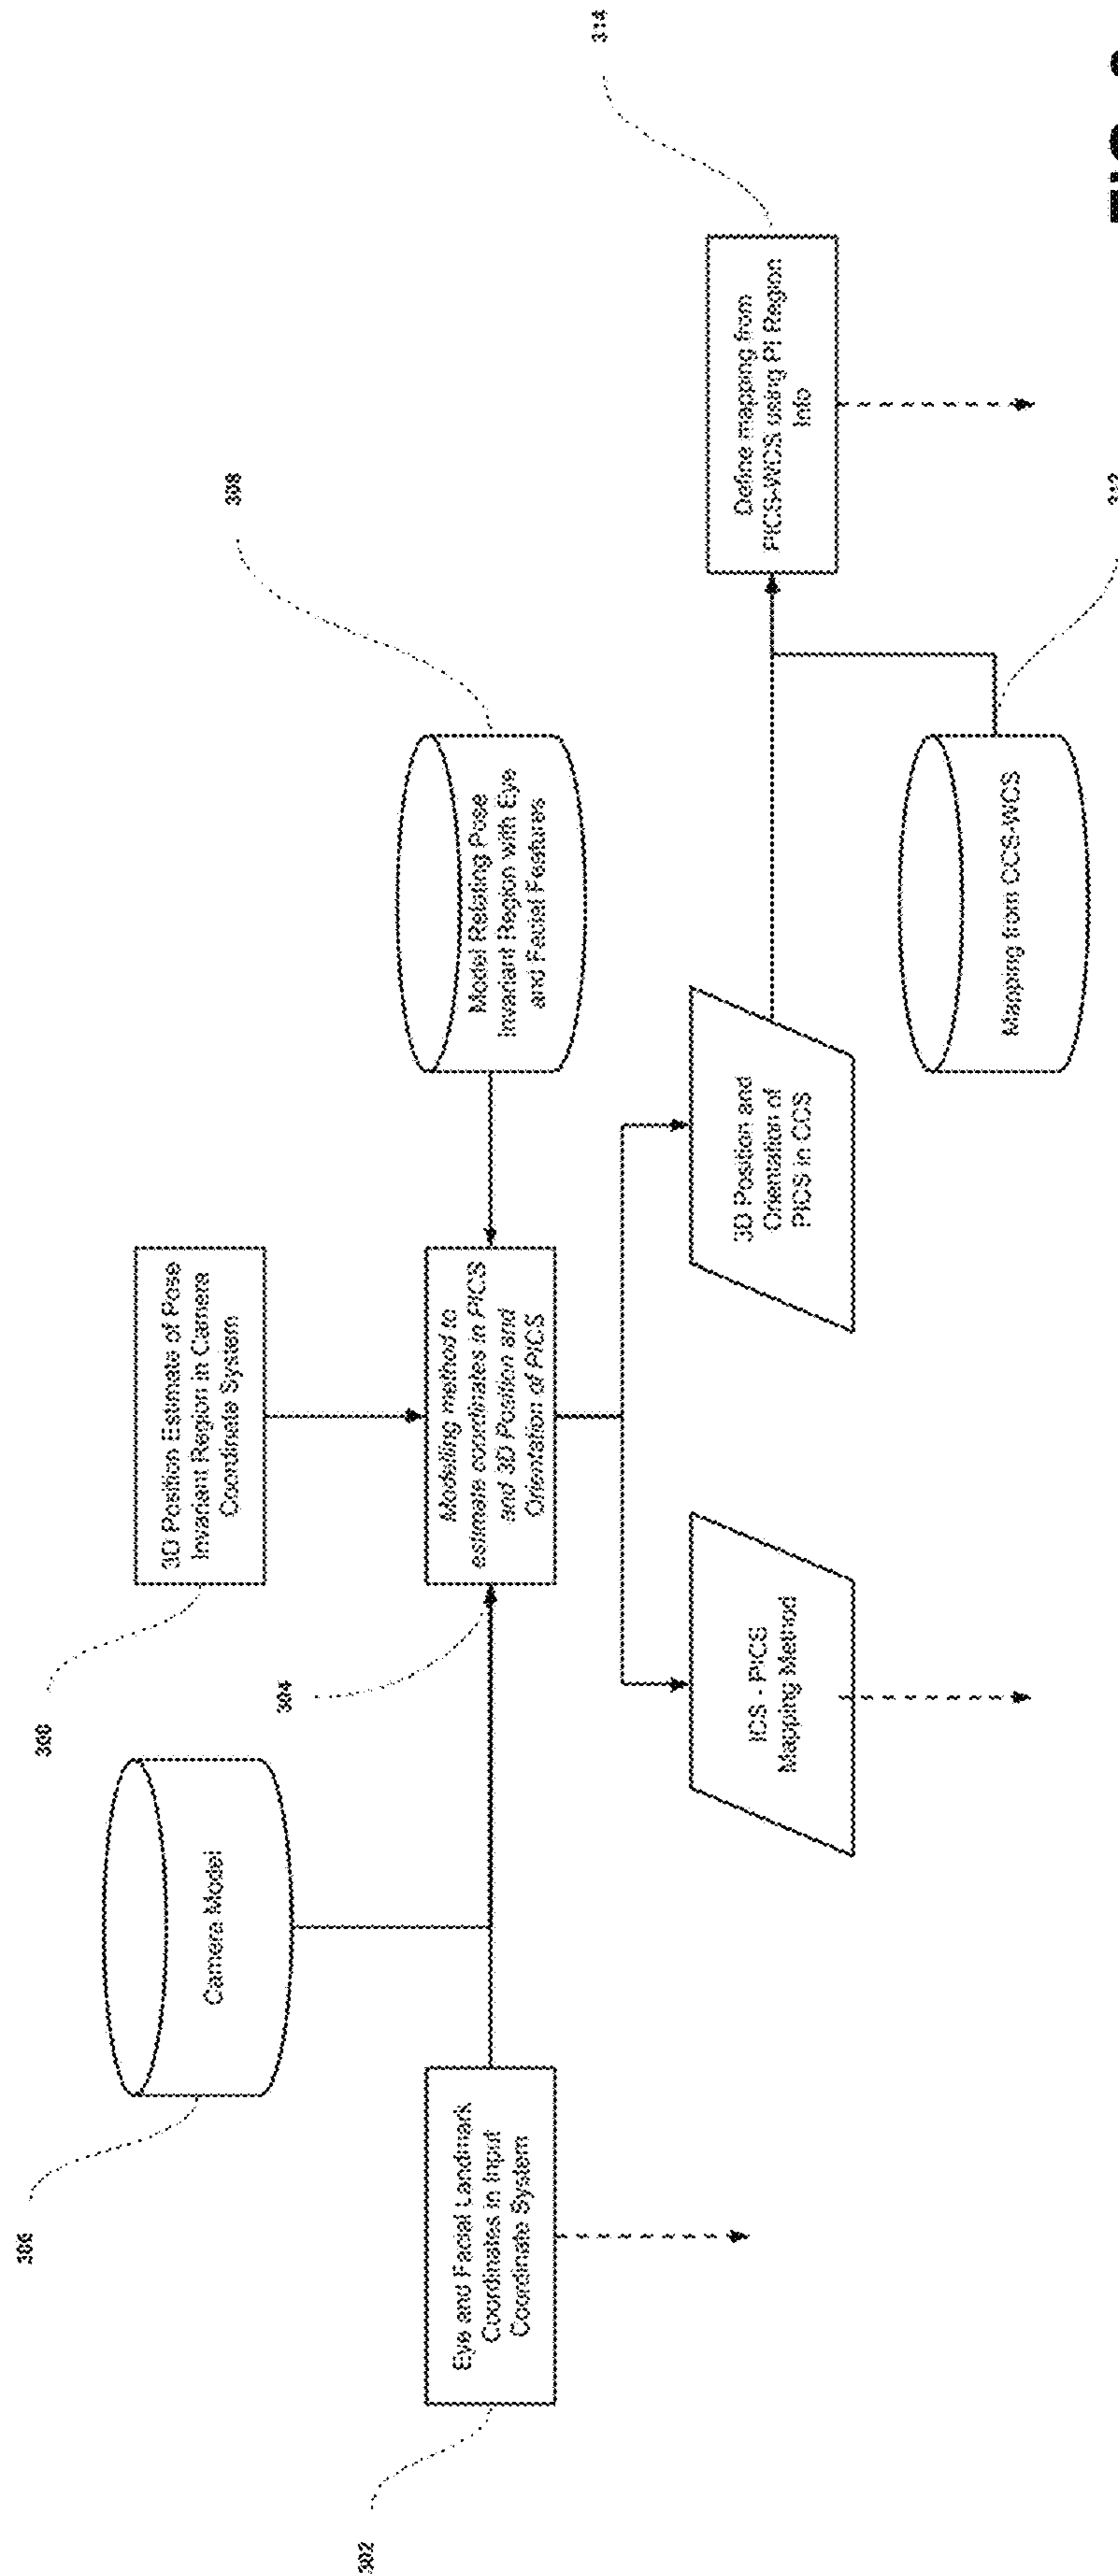 306
Camera Model
3D Position Estimate of Pose
Invariant Region in Camera
Coordinate System
308
304
302
Eye and Facial Landmark
Coordinates in Input
Coordinate System
Modelling method to
estimate coordinates in PICS
and 3D Position and
Orientation of PICS
Model Relating Pose
Invariant Region with Eye
and Facial Features
314
ICS - PICS
Mapping Method
3D Position and
Orientation of
PICS in CCS
Define mapping from
PICS-WCS using PI Region
Info
Mapping from CCS-WCS